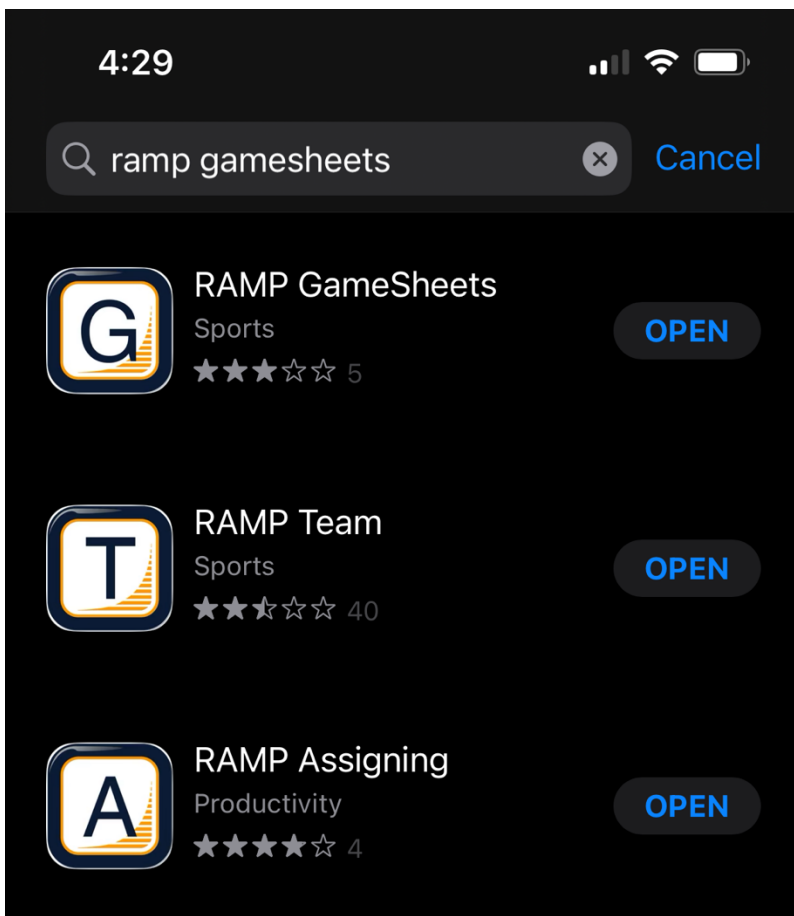 4:29
ramp gamesheets Cancel
G
RAMP GameSheets
Sports
5
OPEN
T
RAMP Team
Sports
40
OPEN
A
RAMP Assigning
Productivity
4
OPEN